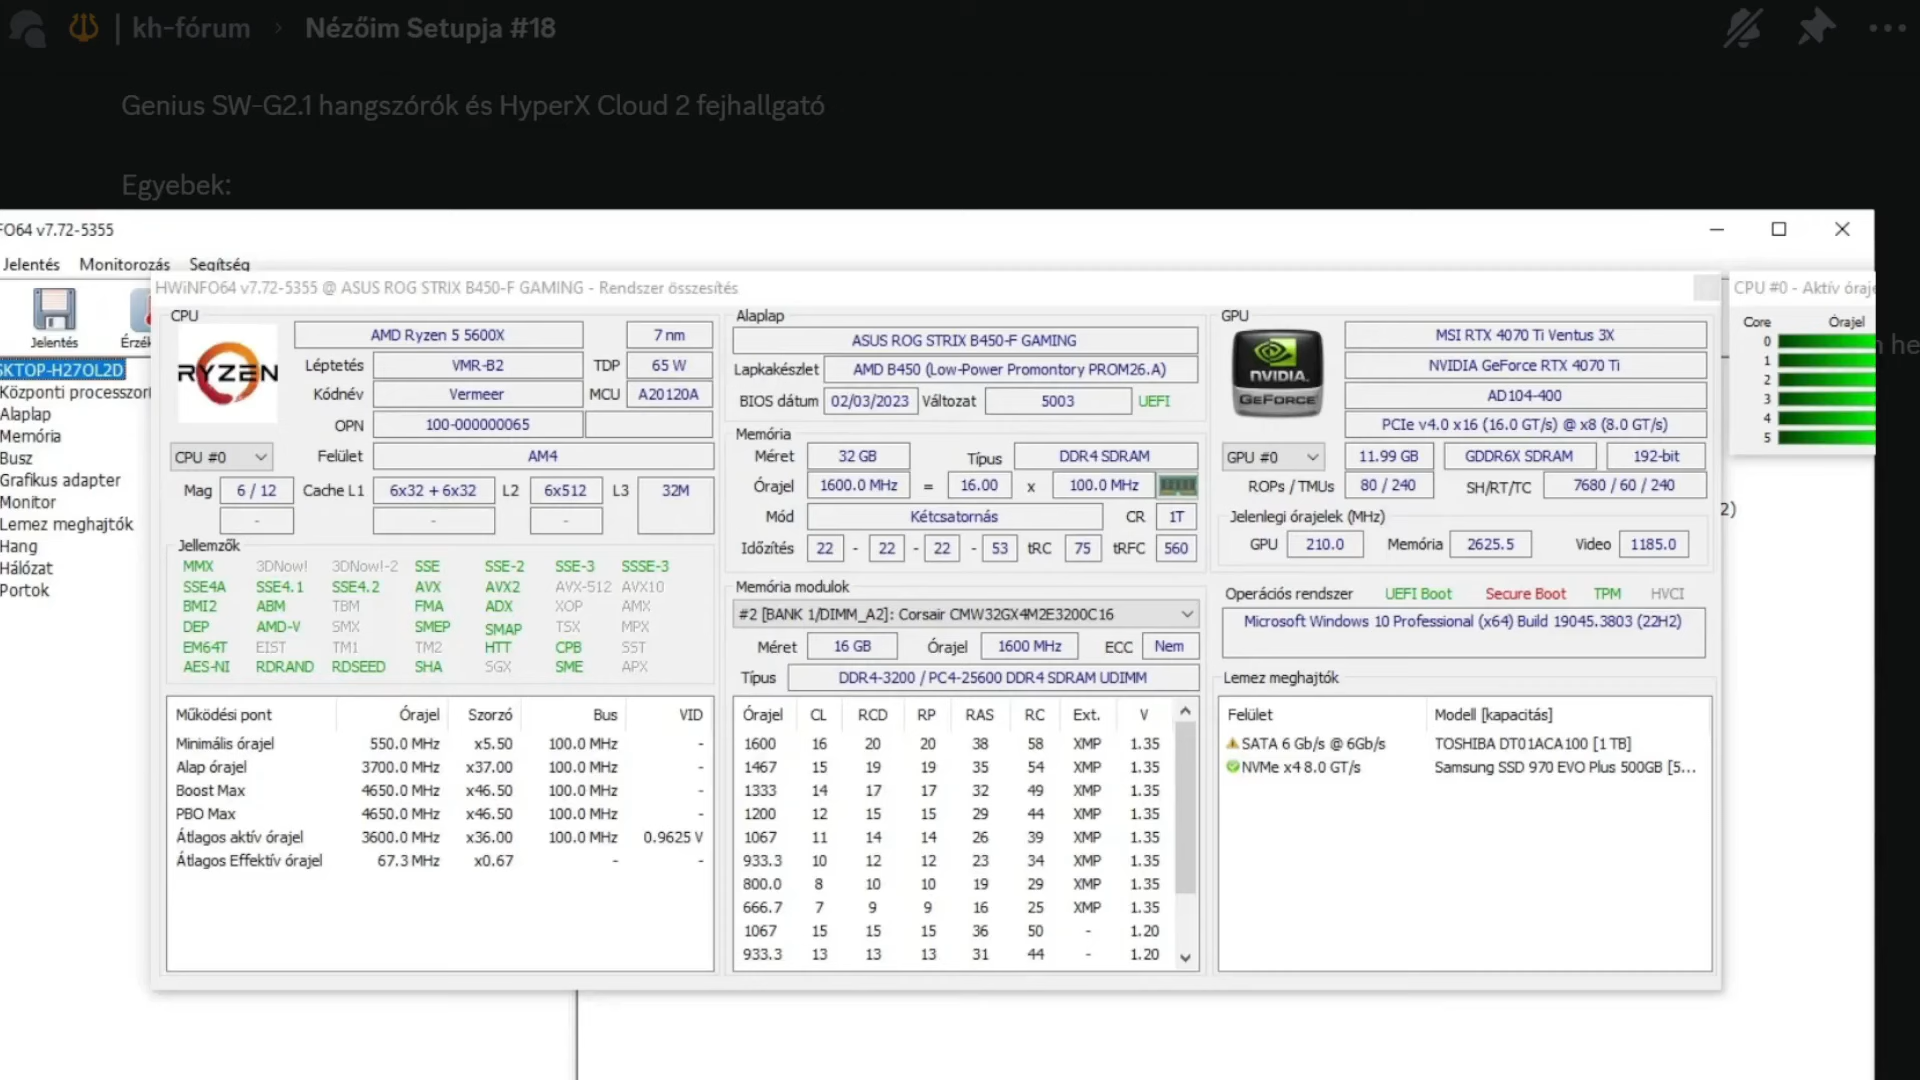 kh-fórum › Nézőim Setupja #18
Genius SW-G2.1 hangszórók és HyperX Cloud 2 fejhallgató
Egyebek:
FO64 v7.72-5355
Jelentés Monitorozás Segítség
Jelentés
Érzék
SKTOP-H27OL2D
Központi processzor
Alaplap
Memória
Busz
Grafikus adapter
Monitor
Lemez meghajtók
Hang
Hálózat
Portok
HWiNFO64 v7.72-5355 @ ASUS ROG STRIX B450-F GAMING - Rendszer összesítés
CPU
RYZEN
AMD Ryzen 5 5600X 7 nm
Léptetés VMR-B2 TDP 65 W
Kódnév Vermeer MCU A20120A
OPN 100-000000065
CPU #0 Felület AM4
Mag 6 / 12 Cache L1 6x32 + 6x32 L2 6x512 L3 32M
- - -
Jellemzők
MMX 3DNow! 3DNow!-2 SSE SSE-2 SSE-3 SSSE-3
SSE4A SSE4.1 SSE4.2 AVX AVX2 AVX-512 AVX10
BMI2 ABM TBM FMA ADX XOP AMX
DEP AMD-V SMX SMEP SMAP TSX MPX
EM64T EIST TM1 TM2 HTT CPB SST
AES-NI RDRAND RDSEED SHA SGX SME APX
Működési pont Órajel Szorzó Bus VID
Minimális órajel 550.0 MHz x5.50 100.0 MHz -
Alap órajel 3700.0 MHz x37.00 100.0 MHz -
Boost Max 4650.0 MHz x46.50 100.0 MHz -
PBO Max 4650.0 MHz x46.50 100.0 MHz -
Átlagos aktív órajel 3600.0 MHz x36.00 100.0 MHz 0.9625 V
Átlagos Effektív órajel 67.3 MHz x0.67 - -
Alaplap
ASUS ROG STRIX B450-F GAMING
Lapkakészlet AMD B450 (Low-Power Promontory PROM26.A)
BIOS dátum 02/03/2023 Változat 5003 UEFI
Memória
Méret 32 GB Típus DDR4 SDRAM
Órajel 1600.0 MHz = 16.00 x 100.0 MHz
Mód Kétcsatornás CR 1T
Időzítés 22 - 22 - 22 - 53 tRC 75 tRFC 560
Memória modulok
#2 [BANK 1/DIMM_A2]: Corsair CMW32GX4M2E3200C16
Méret 16 GB Órajel 1600 MHz ECC Nem
Típus DDR4-3200 / PC4-25600 DDR4 SDRAM UDIMM
Órajel CL RCD RP RAS RC Ext. V
1600 16 20 20 38 58 XMP 1.35
1467 15 19 19 35 54 XMP 1.35
1333 14 17 17 32 49 XMP 1.35
1200 12 15 15 29 44 XMP 1.35
1067 11 14 14 26 39 XMP 1.35
933.3 10 12 12 23 34 XMP 1.35
800.0 8 10 10 19 29 XMP 1.35
666.7 7 9 9 16 25 XMP 1.35
1067 15 15 15 36 50 - 1.20
933.3 13 13 13 31 44 - 1.20
GPU
NVIDIA.
GEFORCE
MSI RTX 4070 Ti Ventus 3X
NVIDIA GeForce RTX 4070 Ti
AD104-400
PCIe v4.0 x16 (16.0 GT/s) @ x8 (8.0 GT/s)
GPU #0 11.99 GB GDDR6X SDRAM 192-bit
ROPs / TMUs 80 / 240 SH/RT/TC 7680 / 60 / 240
Jelenlegi órajelek (MHz)
GPU 210.0 Memória 2625.5 Video 1185.0
Operációs rendszer UEFI Boot Secure Boot TPM HVCI
Microsoft Windows 10 Professional (x64) Build 19045.3803 (22H2)
Lemez meghajtók
Felület Modell [kapacitás]
SATA 6 Gb/s @ 6Gb/s TOSHIBA DT01ACA100 [1 TB]
NVMe x4 8.0 GT/s Samsung SSD 970 EVO Plus 500GB [5...
CPU #0 - Aktív óraje
Core Órajel
0
1
2
3
4
5
he
2)